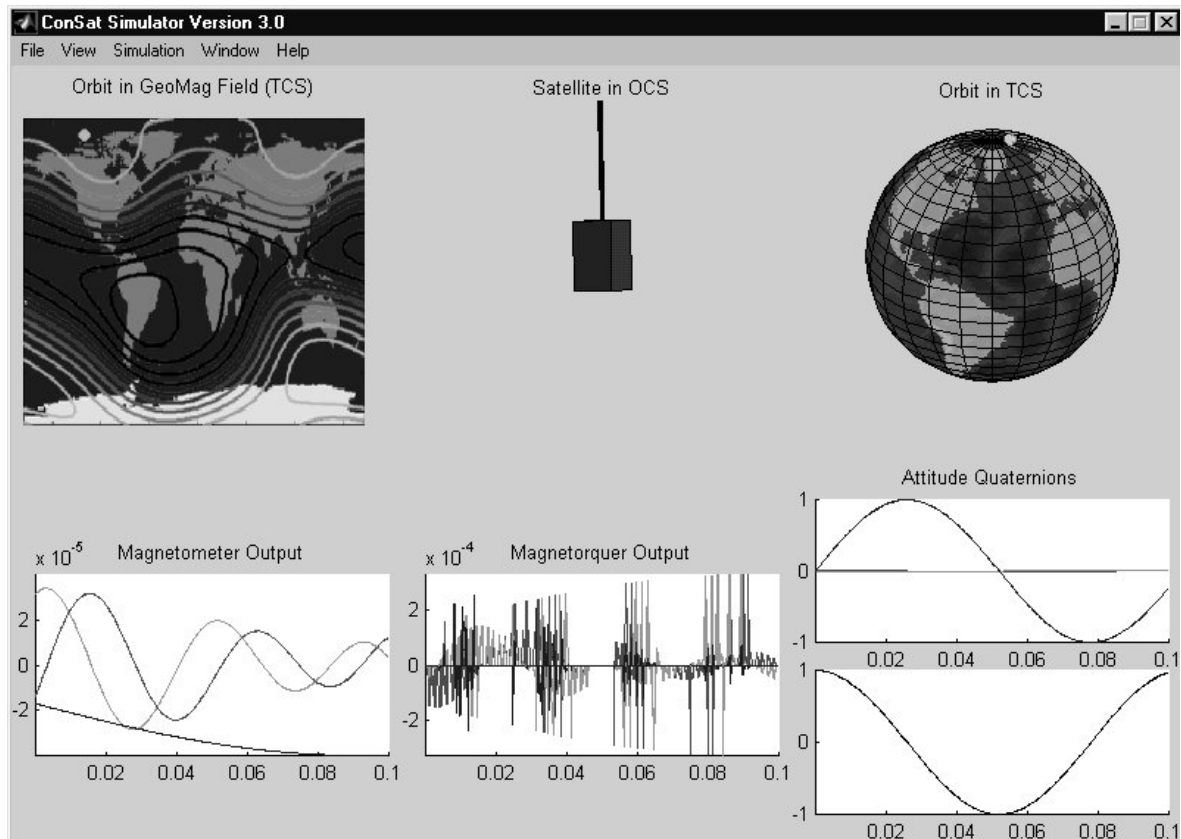 ConSat Simulator Version 3.0
File View Simulation Window Help
Orbit in GeoMag Field (TCS)
Satellite in OCS
Orbit in TCS
Magnetometer Output
x 10^-5
2
0
-2
0.02 0.04 0.06 0.08 0.1
Magnetorquer Output
x 10^-4
2
0
-2
0.02 0.04 0.06 0.08 0.1
Attitude Quaternions
1
0
-1
0.02 0.04 0.06 0.08 0.1
1
0
-1
0.02 0.04 0.06 0.08 0.1